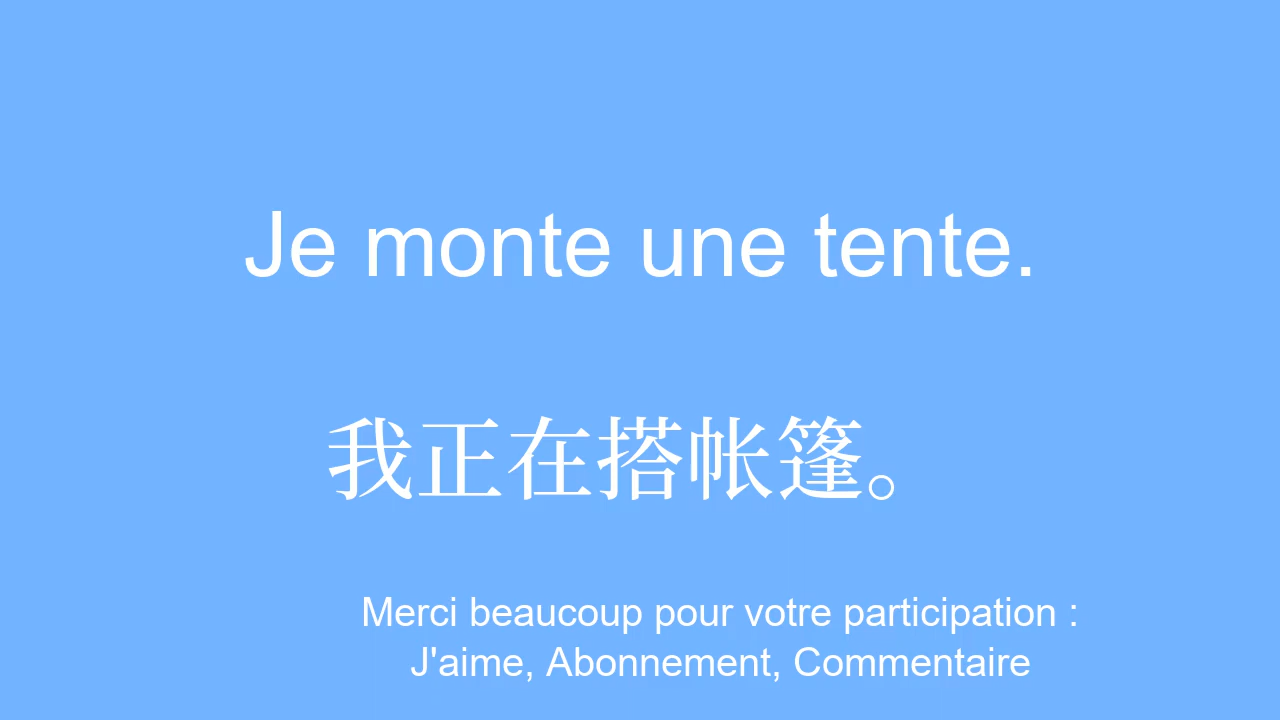 Je monte une tente.
我正在搭帐篷。
Merci beaucoup pour votre participation :
J'aime, Abonnement, Commentaire